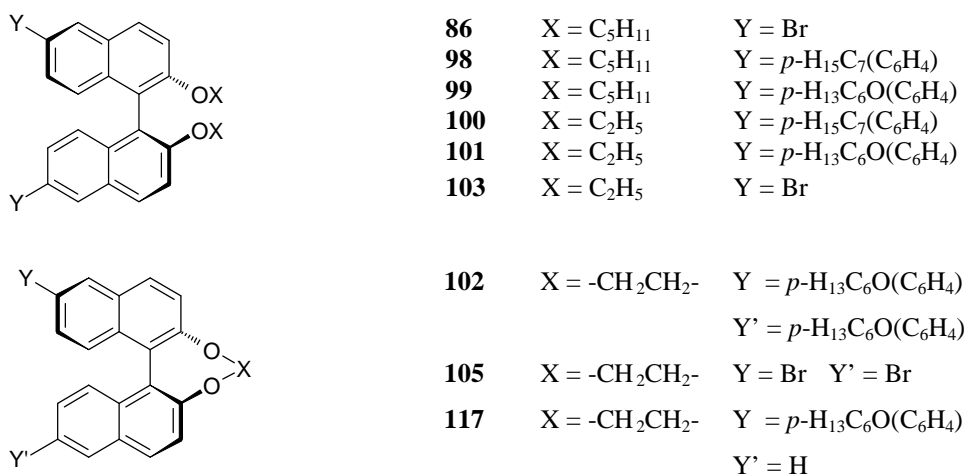 Y
OX
OX
Y
86 X = C₅H₁₁ Y = Br
98 X = C₅H₁₁ Y = p-H₁₅C₇(C₆H₄)
99 X = C₅H₁₁ Y = p-H₁₃C₆O(C₆H₄)
100 X = C₂H₅ Y = p-H₁₅C₇(C₆H₄)
101 X = C₂H₅ Y = p-H₁₃C₆O(C₆H₄)
103 X = C₂H₅ Y = Br
Y
O
X
O
Y'
102 X = -CH₂CH₂- Y = p-H₁₃C₆O(C₆H₄)
Y’ = p-H₁₃C₆O(C₆H₄)
105 X = -CH₂CH₂- Y = Br Y’ = Br
117 X = -CH₂CH₂- Y = p-H₁₃C₆O(C₆H₄)
Y’ = H